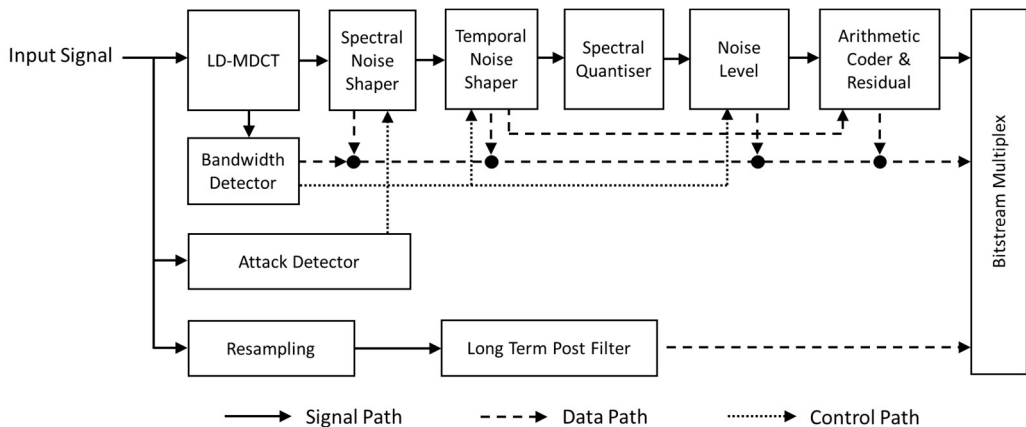 Input Signal
LD-MDCT
Spectral
Noise
Shaper
Temporal
Noise
Shaper
Spectral
Quantiser
Noise
Level
Arithmetic
Coder &
Residual
Bandwidth
Detector
Attack Detector
Resampling
Long Term Post Filter
Bitstream Multiplex
Signal Path
Data Path
Control Path